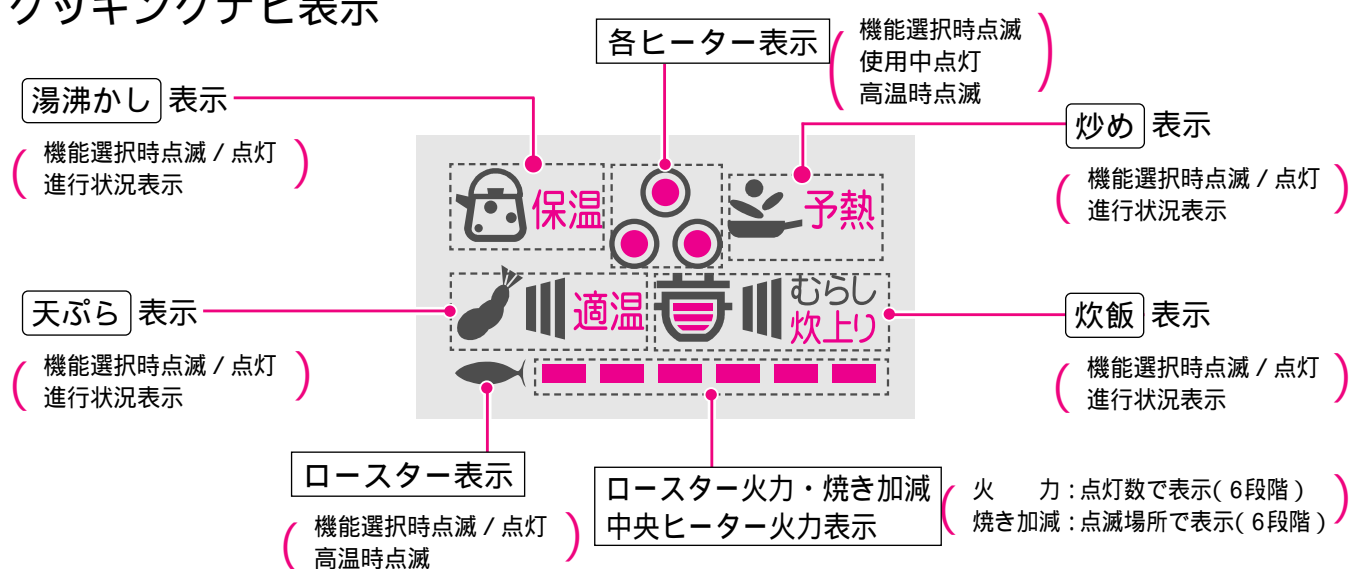 クッキングナビ表示
各ヒーター表示
機能選択時点滅
使用中点灯
高温時点滅
湯沸かし 表示
機能選択時点滅 / 点灯
進行状況表示
炒め 表示
機能選択時点滅 / 点灯
進行状況表示
保温
予熱
天ぷら 表示
機能選択時点滅 / 点灯
進行状況表示
適温
むらし
炊上り
炊飯 表示
機能選択時点滅 / 点灯
進行状況表示
ロースター表示
機能選択時点滅 / 点灯
高温時点滅
ロースター火力・焼き加減
中央ヒーター火力表示
火　　力 : 点灯数で表示( 6段階 )
焼き加減 : 点滅場所で表示( 6段階 )